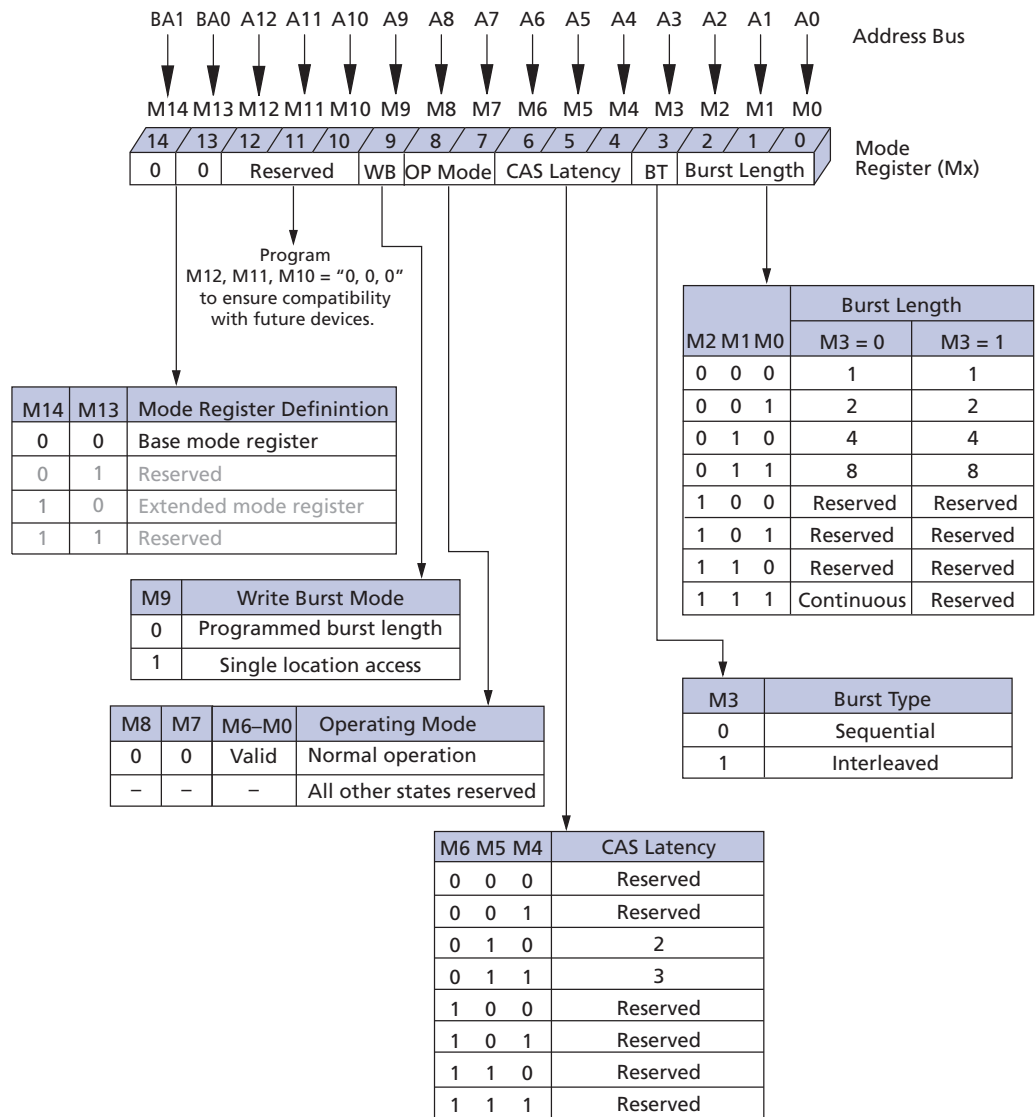 BA1 BA0 A12 A11 A10 A9 A8 A7 A6 A5 A4 A3 A2 A1 A0
Address Bus
M14 M13 M12 M11 M10 M9 M8 M7 M6 M5 M4 M3 M2 M1 M0
14 13 12 11 10 9 8 7 6 5 4 3 2 1 0
0 0 Reserved WB OP Mode CAS Latency BT Burst Length
Mode
Register (Mx)
Program
M12, M11, M10 = “0, 0, 0”
to ensure compatibility
with future devices.
Burst Length
M2 M1 M0 M3 = 0 M3 = 1
0 0 0 1 1
0 0 1 2 2
0 1 0 4 4
0 1 1 8 8
1 0 0 Reserved Reserved
1 0 1 Reserved Reserved
1 1 0 Reserved Reserved
1 1 1 Continuous Reserved
M14 M13 Mode Register Definintion
0 0 Base mode register
0 1 Reserved
1 0 Extended mode register
1 1 Reserved
M9 Write Burst Mode
0 Programmed burst length
1 Single location access
M3 Burst Type
0 Sequential
1 Interleaved
M8 M7 M6–M0 Operating Mode
0 0 Valid Normal operation
– – – All other states reserved
M6 M5 M4 CAS Latency
0 0 0 Reserved
0 0 1 Reserved
0 1 0 2
0 1 1 3
1 0 0 Reserved
1 0 1 Reserved
1 1 0 Reserved
1 1 1 Reserved